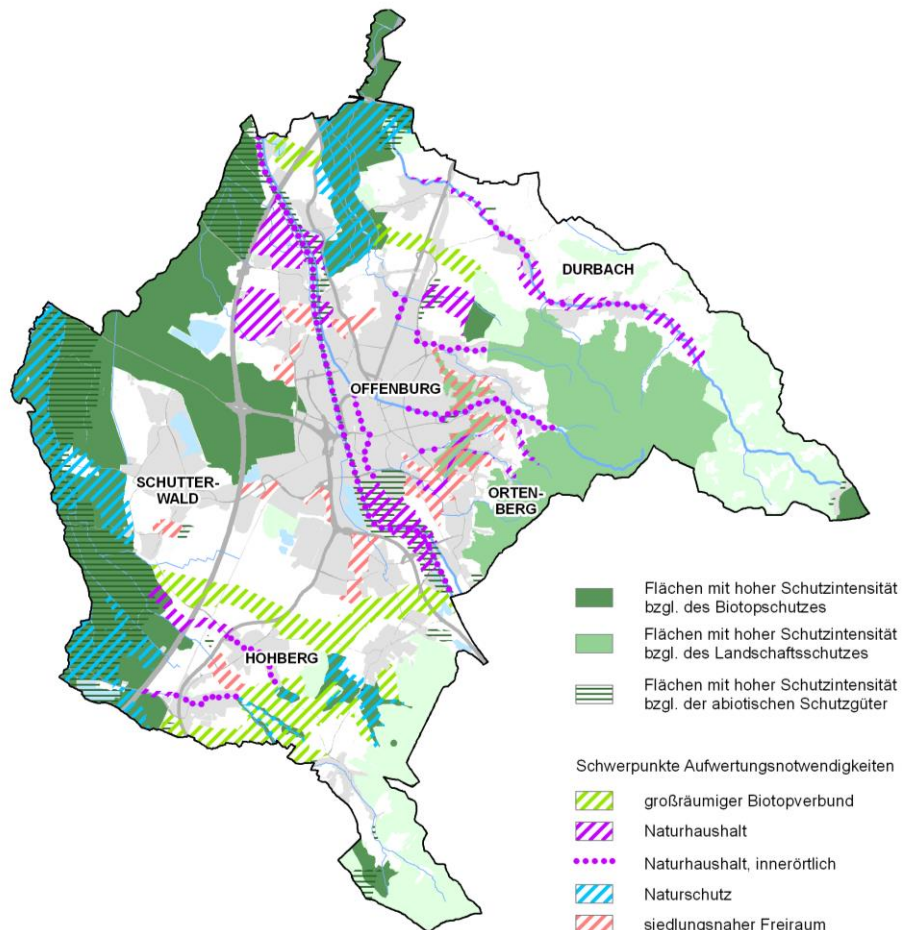 DURBACH
OFFENBURG
SCHUTTER-
WALD
ORTEN-
BERG
HOHBERG
Flächen mit hoher Schutzintensität
bzgl. des Biotopschutzes
Flächen mit hoher Schutzintensität
bzgl. des Landschaftsschutzes
Flächen mit hoher Schutzintensität
bzgl. der abiotischen Schutzgüter
Schwerpunkte Aufwertungsnotwendigkeiten
großräumiger Biotopverbund
Naturhaushalt
Naturhaushalt, innerörtlich
Naturschutz
siedlungsnaher Freiraum